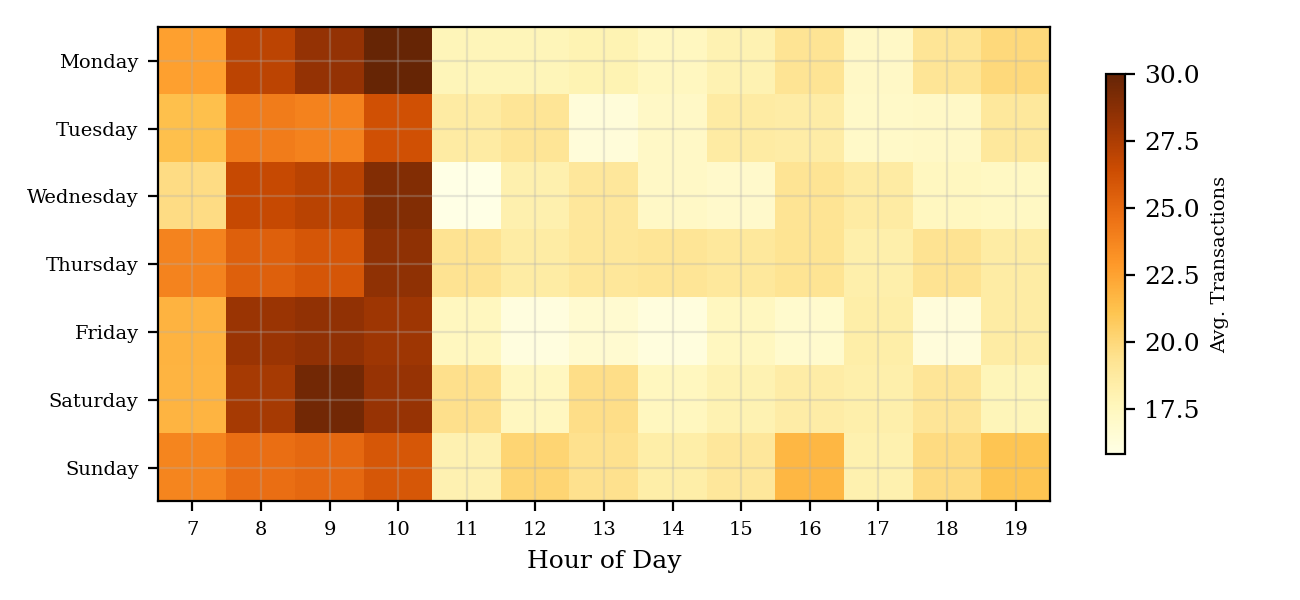 Monday
Tuesday
Wednesday
Thursday
Friday
Saturday
Sunday
7 8 9 10 11 12 13 14 15 16 17 18 19
Hour of Day
30.0
27.5
25.0
22.5
20.0
17.5
Avg. Transactions